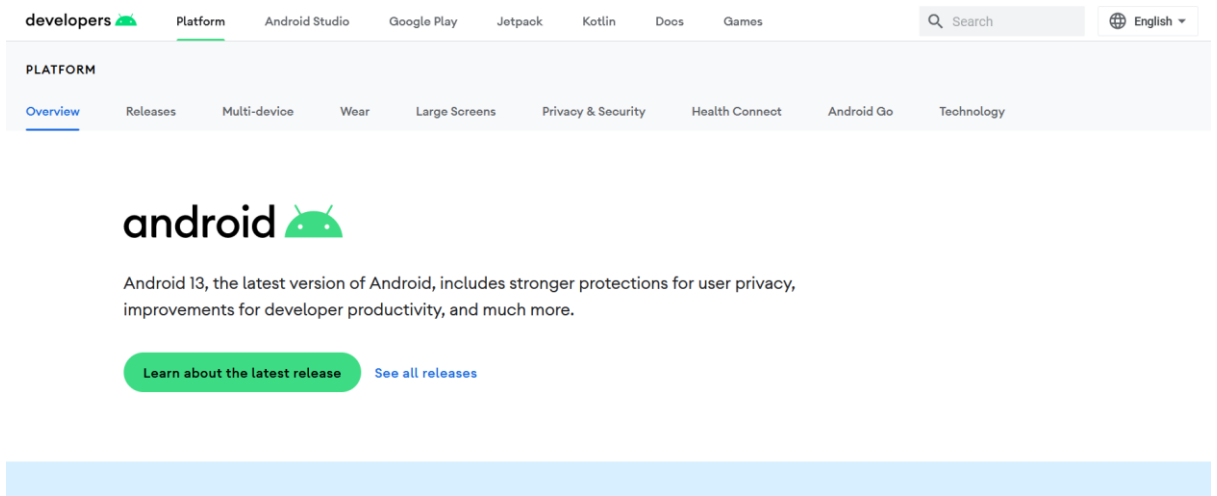 developers Platform Android Studio Google Play Jetpack Kotlin Docs Games Search English
PLATFORM
Overview Releases Multi-device Wear Large Screens Privacy & Security Health Connect Android Go Technology
android
Android 13, the latest version of Android, includes stronger protections for user privacy,
improvements for developer productivity, and much more.
Learn about the latest release See all releases